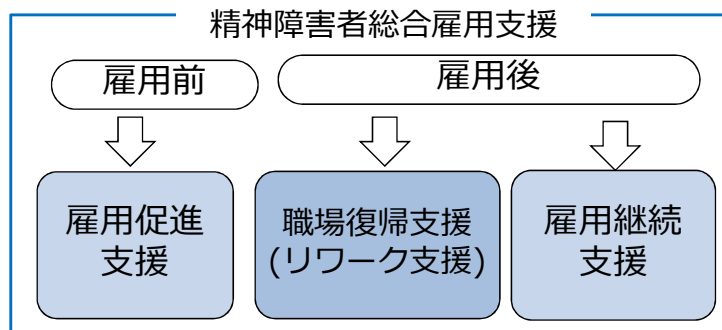 精神障害者総合雇用支援
雇用前
雇用後
雇用促進
支援
職場復帰支援
(リワーク支援)
雇用継続
支援